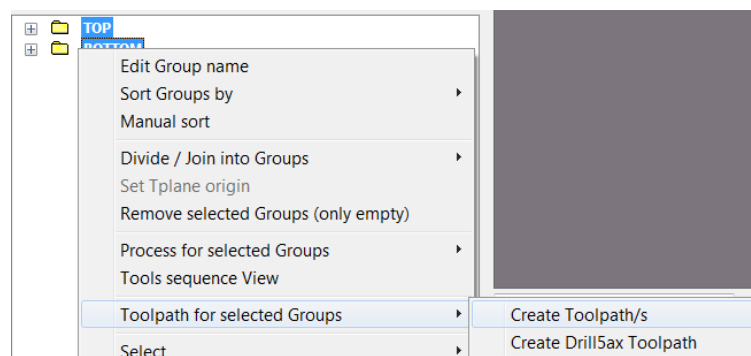 TOP
BOTTOM
Edit Group name
Sort Groups by
Manual sort
Divide / Join into Groups
Set Tplane origin
Remove selected Groups (only empty)
Process for selected Groups
Tools sequence View
Toolpath for selected Groups
Create Toolpath/s
Create Drill5ax Toolpath
Select